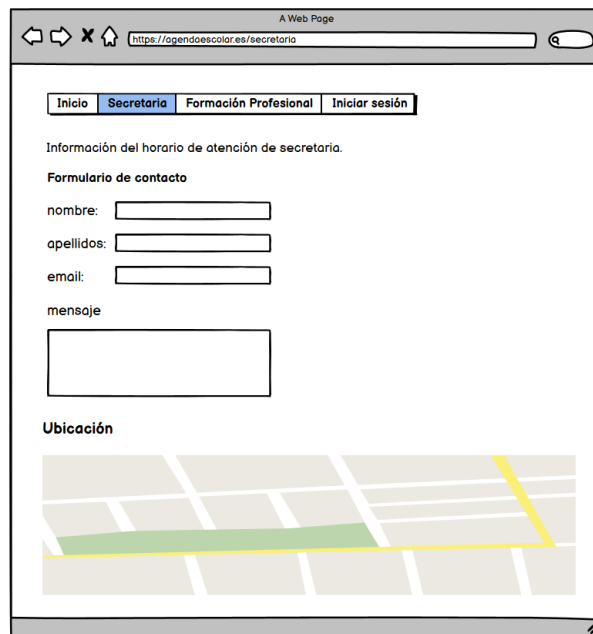 A Web Page
https://agendaescolar.es/secretaria
Inicio Secretaria Formación Profesional Iniciar sesión
Información del horario de atención de secretaria.
Formulario de contacto
nombre:
apellidos:
email:
mensaje
Ubicación